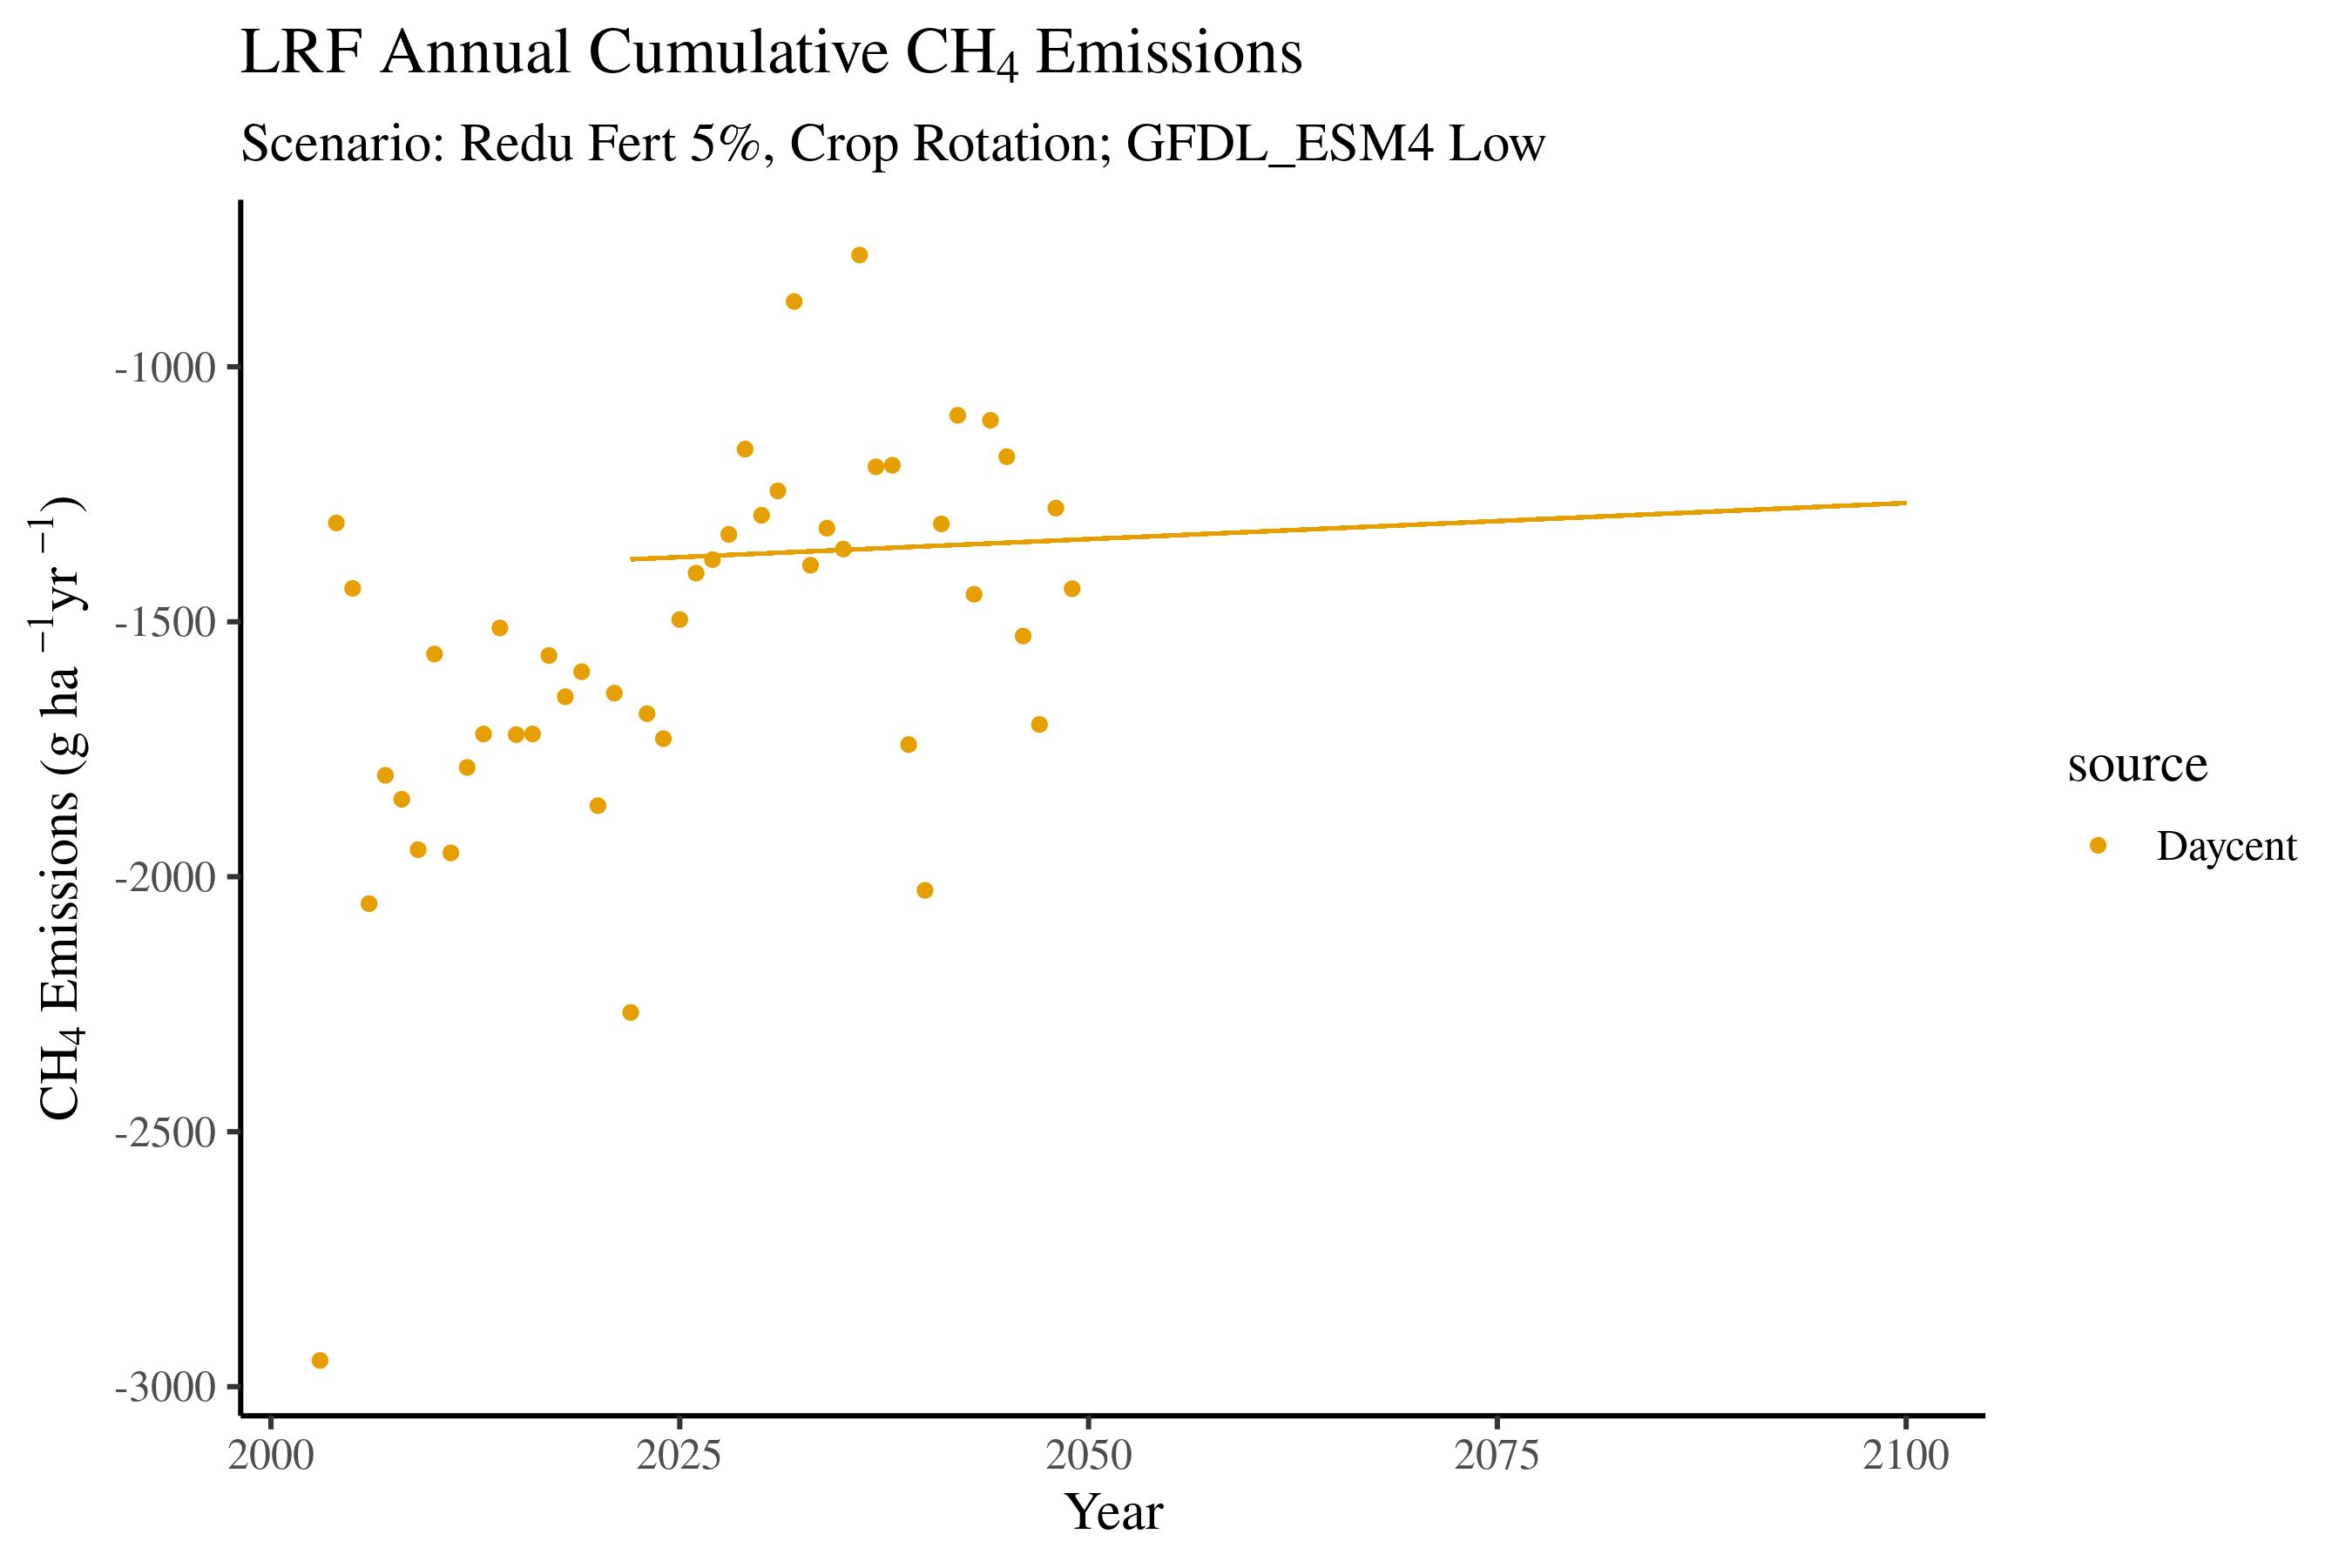 LRF Annual Cumulative CH₄ Emissions
Scenario: Redu Fert 5%, Crop Rotation; GFDL_ESM4 Low
CH₄ Emissions (g ha ⁻¹yr ⁻¹)
-1000
-1500
-2000
-2500
-3000
2000 2025 2050 2075 2100
Year
source
Daycent